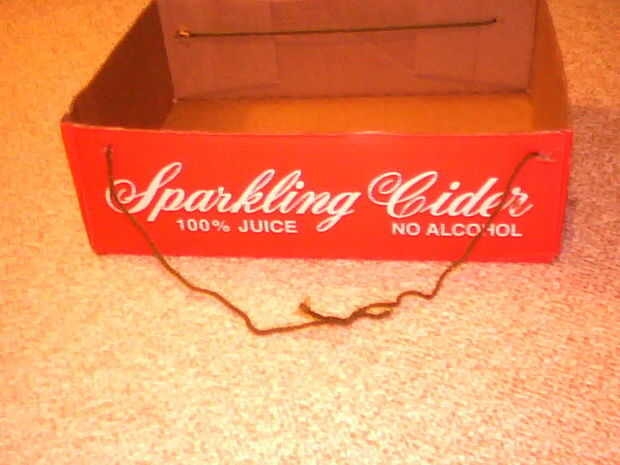 Sparkling Cider
100% JUICE NO ALCOHOL